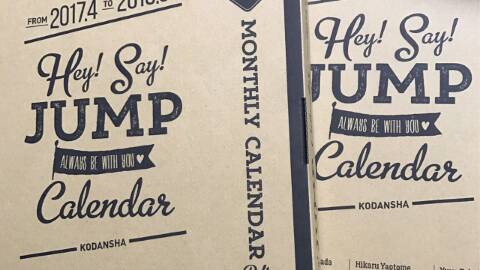 FROM 2017.4 TO
Hey! Say!
JUMP
ALWAYS BE WITH YOU
Calendar
KODANSHA
MONTHLY CALENDAR
Hey! Say!
JUMP
ALWAYS BE WITH YOU
Calendar
KODANSHA
Hikaru Yaotome